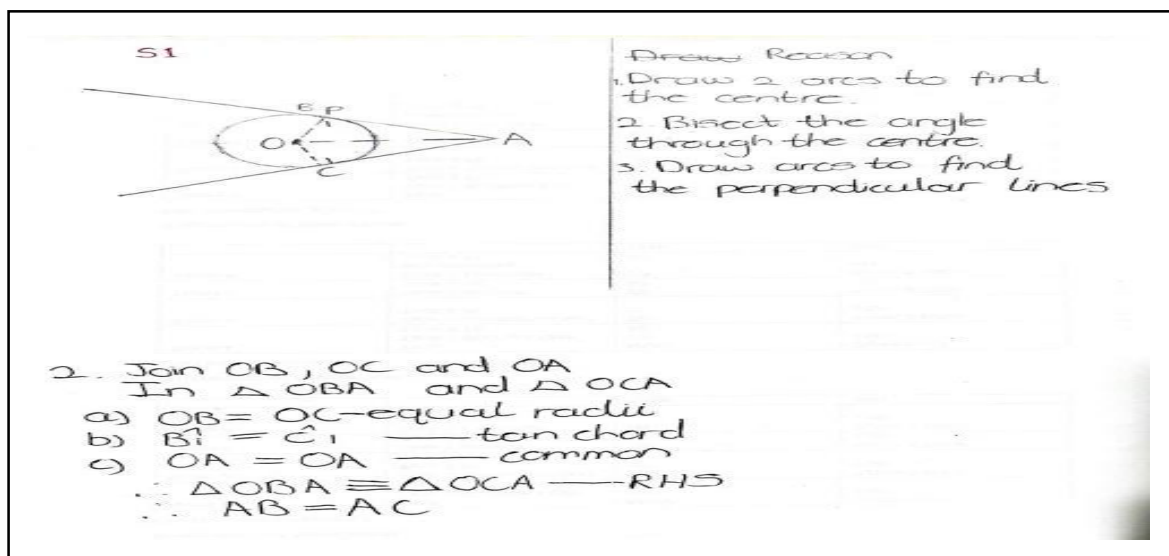 S1
B P
O
A
C
Draw Reason
1. Draw 2 arcs to find
the centre.
2. Bisect the angle
through the centre.
3. Draw arcs to find
the perpendicular lines
2. Join OB, OC and OA
In △ OBA and △ OCA
a) OB = OC-equal radii
b) B̂₁ = Ĉ₁ — tan chord
c) OA = OA — common
∴ △OBA ≡ △OCA — RHS
∴ AB = AC